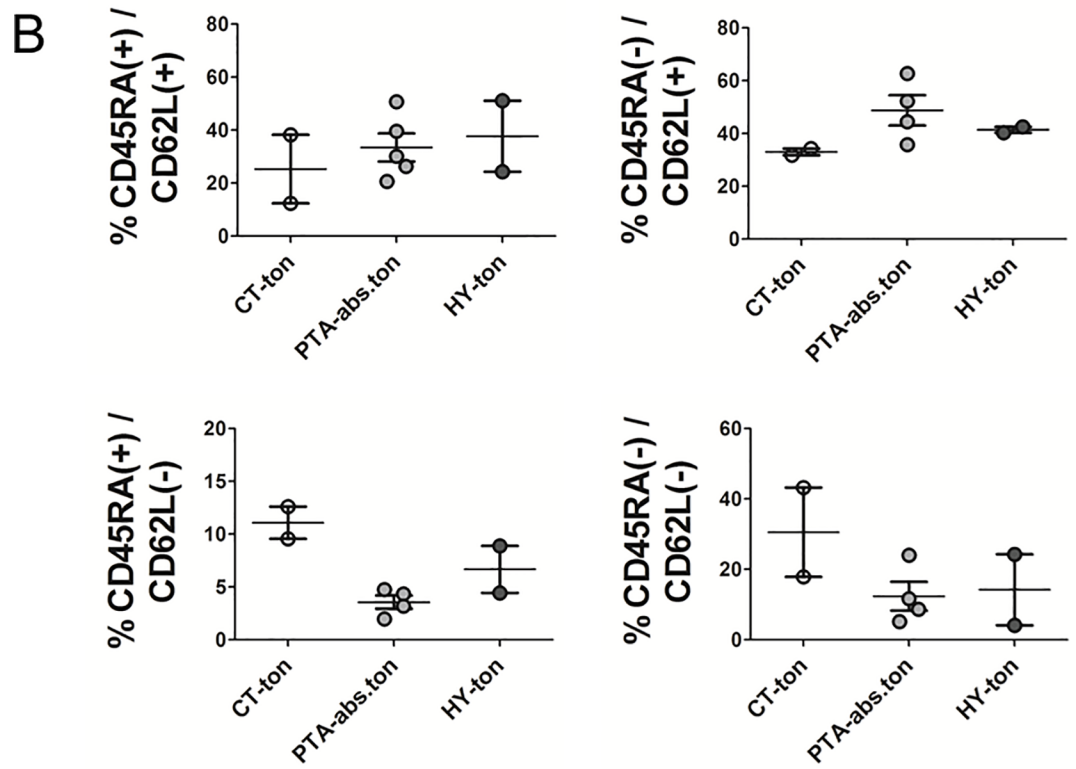 B
% CD45RA(+) /
CD62L(+)
80
60
40
20
0
CT-ton
PTA-abs.ton
HY-ton
% CD45RA(-) /
CD62L(+)
80
60
40
20
0
CT-ton
PTA-abs.ton
HY-ton
% CD45RA(+) /
CD62L(-)
20
15
10
5
0
CT-ton
PTA-abs.ton
HY-ton
% CD45RA(-) /
CD62L(-)
60
40
20
0
CT-ton
PTA-abs.ton
HY-ton